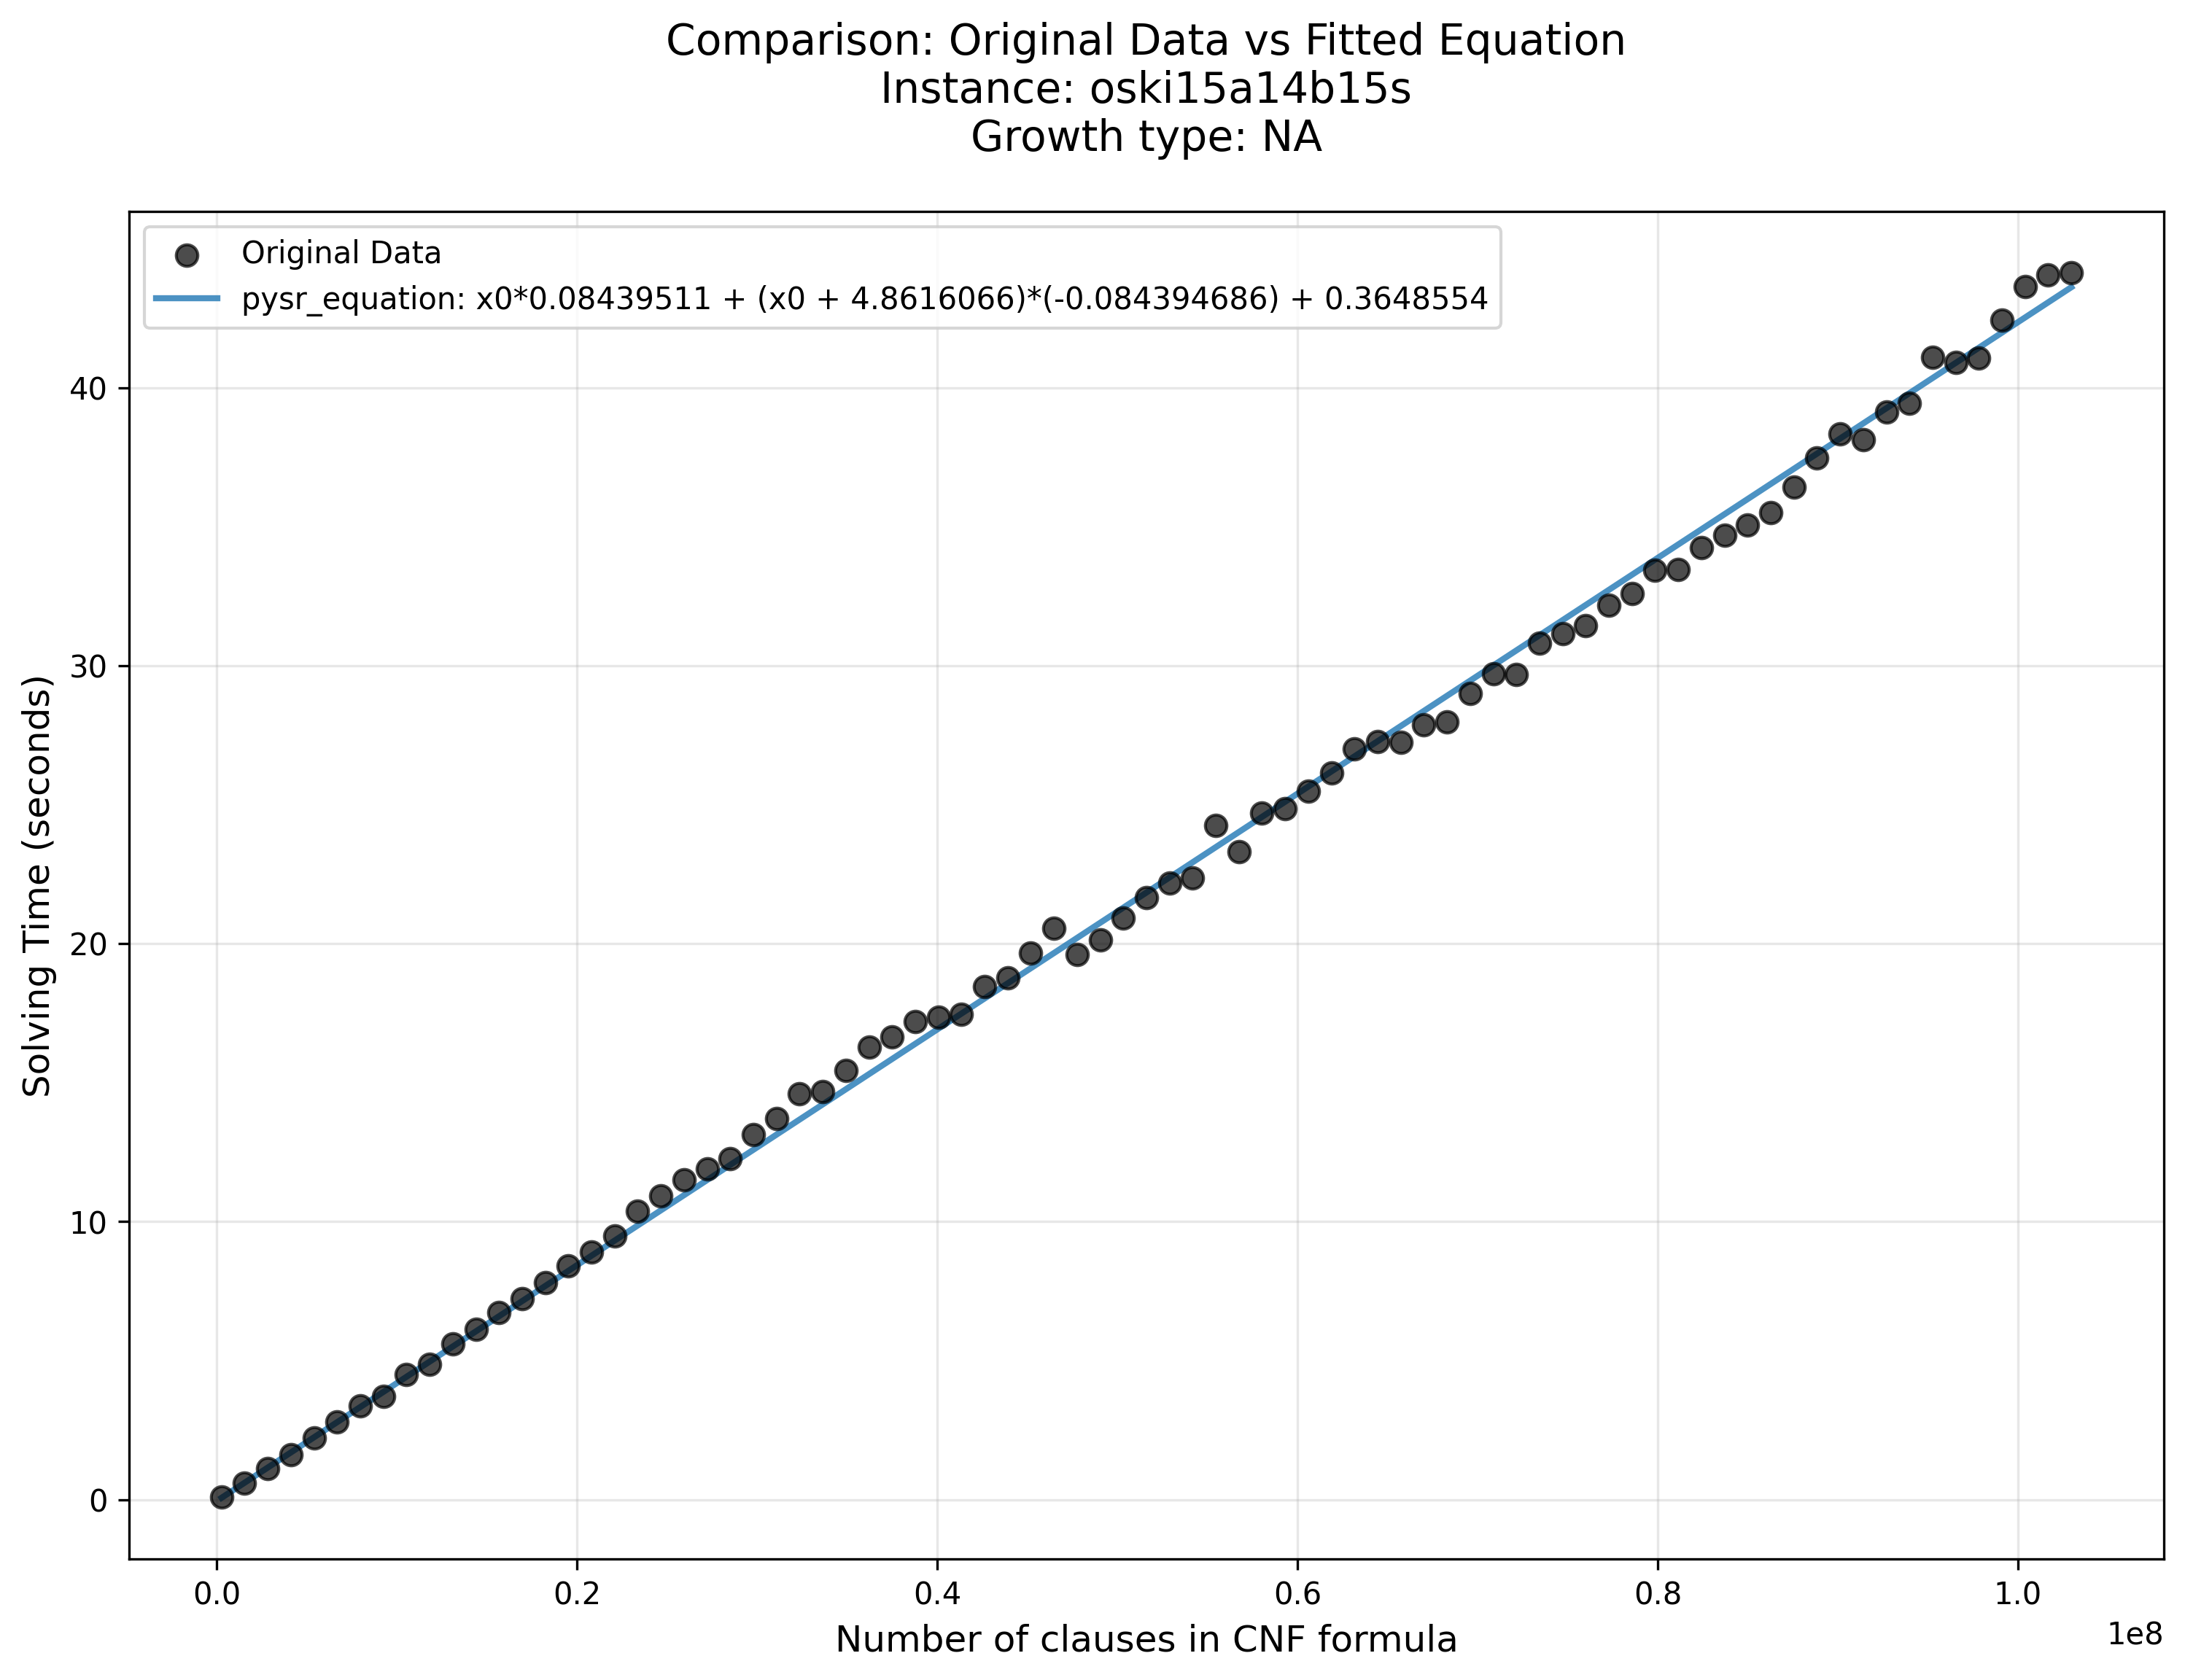 Comparison: Original Data vs Fitted Equation
Instance: oski15a14b15s
Growth type: NA
Original Data
pysr_equation: x0*0.08439511 + (x0 + 4.8616066)*(-0.084394686) + 0.3648554
Solving Time (seconds)
40
30
20
10
0
0.0 0.2 0.4 0.6 0.8 1.0
1e8
Number of clauses in CNF formula